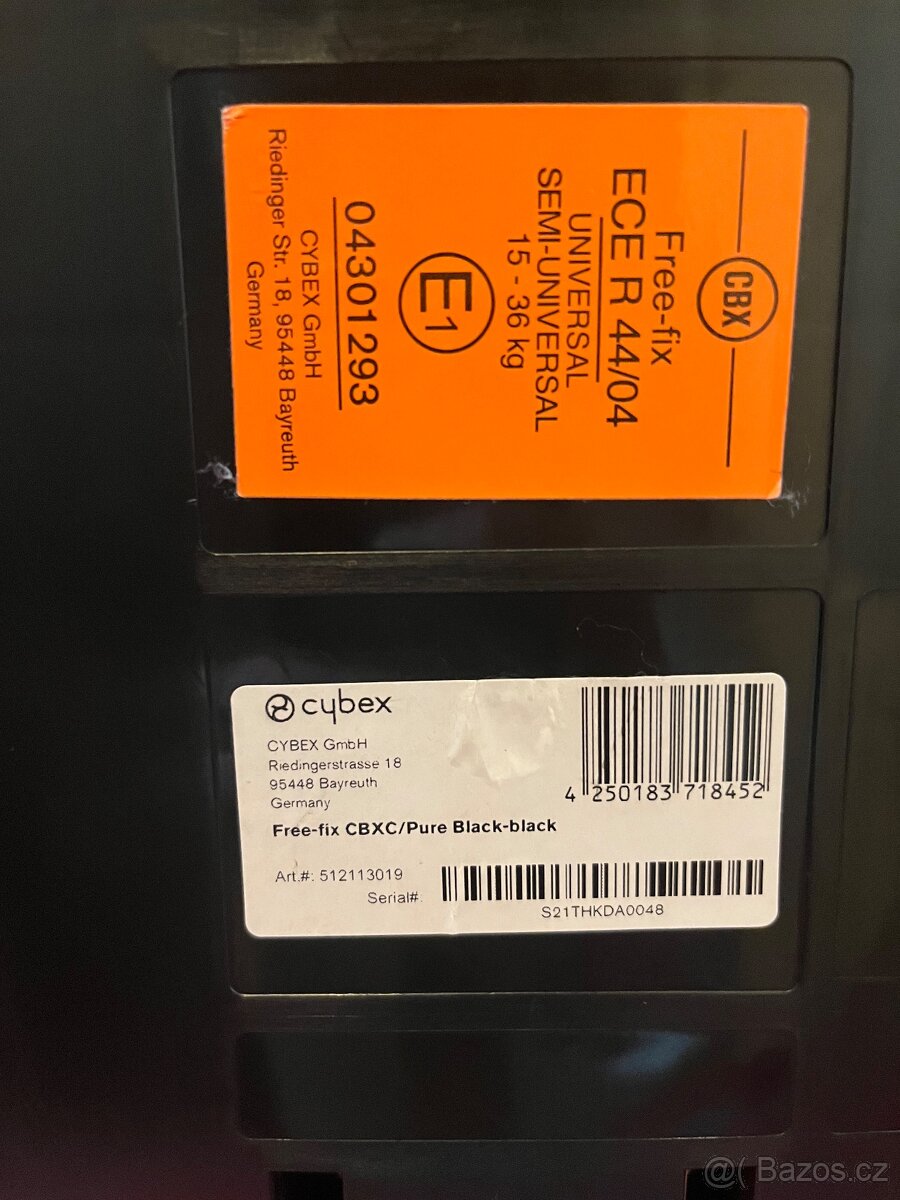 CBX
Free-fix
ECE R 44/04
UNIVERSAL
SEMI-UNIVERSAL
15 - 36 kg
E1
04301293
CYBEX GmbH
Riedinger Str. 18, 95448 Bayreuth
Germany
cybex
CYBEX GmbH
Riedingerstrasse 18
95448 Bayreuth
Germany
Free-fix CBXC/Pure Black-black
Art.#: 512113019
Serial#:
4 250183 718452
S21THKDA0048
@( Bazos.cz